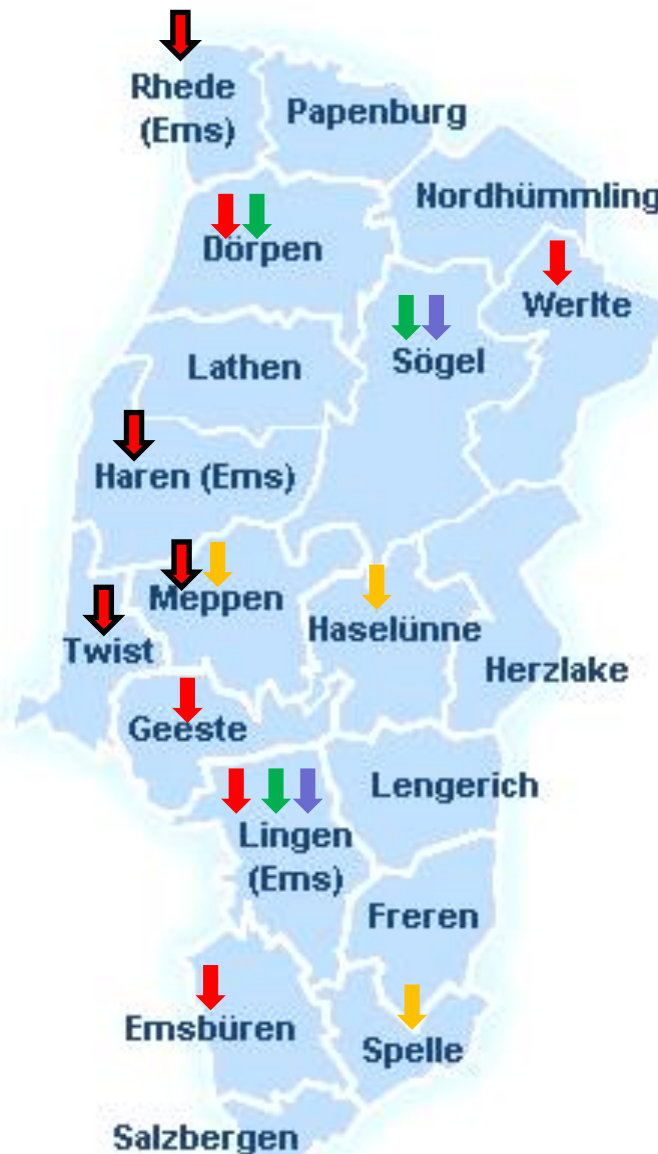 Rhede
(Ems)
Papenburg
Nordhümmling
Dörpen
Werlte
Sögel
Lathen
Haren (Ems)
Meppen
Haselünne
Twist
Herzlake
Geeste
Lengerich
Lingen
(Ems)
Freren
Emsbüren
Spelle
Salzbergen